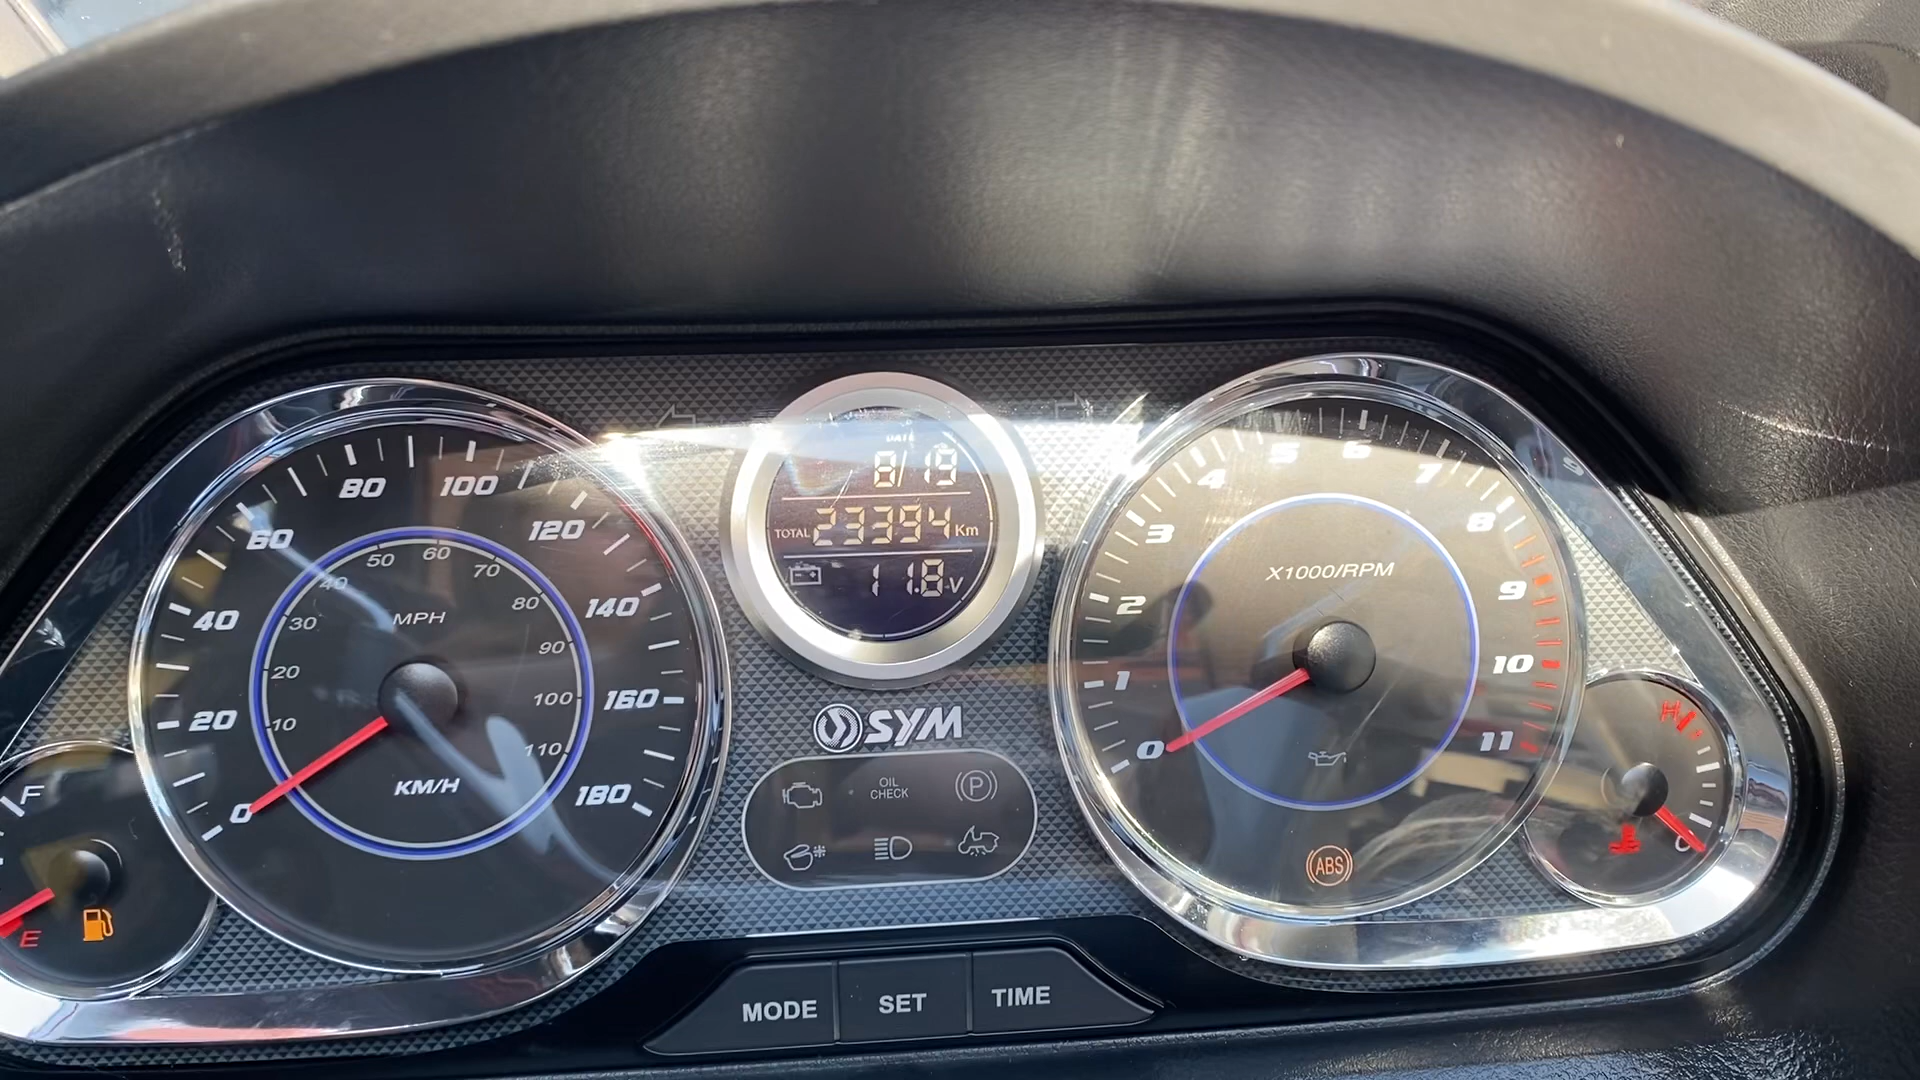 DATE
8/19
TOTAL 23394 Km
11.8 V
0
20
40
60
80
100
120
140
160
180
10
20
30
40
50
60
70
80
90
100
110
MPH
KM/H
F
E
SYM
OIL
CHECK
P
0
1
2
3
4
5
6
7
8
9
10
11
X1000/RPM
ABS
H
C
MODE
SET
TIME